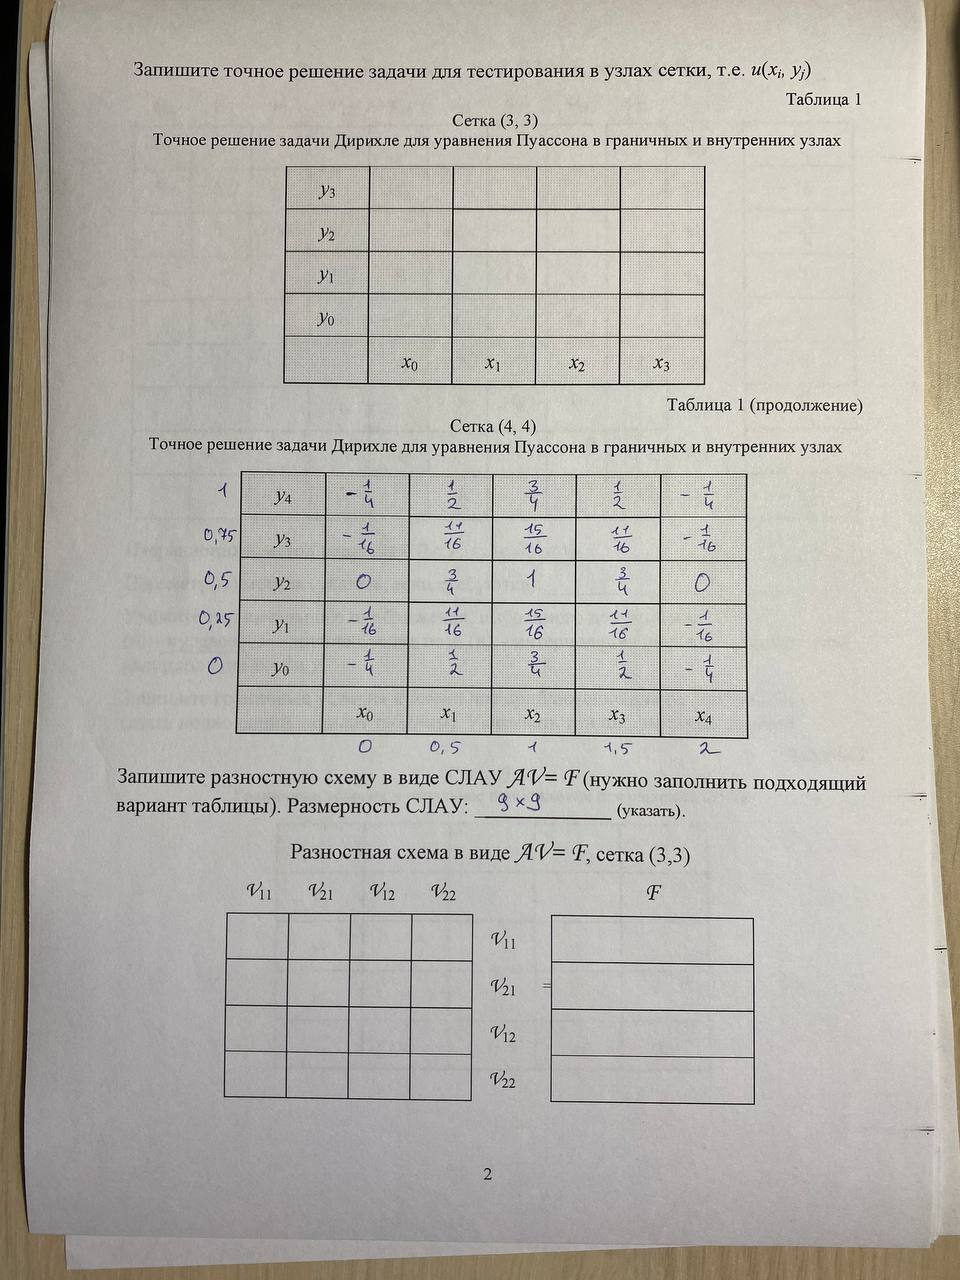 Запишите точное решение задачи для тестирования в узлах сетки, т.е. u(xᵢ, yⱼ)
Таблица 1
Сетка (3, 3)
Точное решение задачи Дирихле для уравнения Пуассона в граничных и внутренних узлах
y₃
y₂
y₁
y₀
x₀ x₁ x₂ x₃
Таблица 1 (продолжение)
Сетка (4, 4)
Точное решение задачи Дирихле для уравнения Пуассона в граничных и внутренних узлах
1 y₄ -1/4 1/2 3/4 1/2 -1/4
0,75 y₃ -1/16 11/16 15/16 11/16 -1/16
0,5 y₂ 0 3/4 1 3/4 0
0,25 y₁ -1/16 11/16 15/16 11/16 -1/16
0 y₀ -1/4 1/2 3/4 1/2 -1/4
x₀ x₁ x₂ x₃ x₄
0 0,5 1 1,5 2
Запишите разностную схему в виде СЛАУ AV= F (нужно заполнить подходящий
вариант таблицы). Размерность СЛАУ: 9×9 (указать).
Разностная схема в виде AV= F, сетка (3,3)
V₁₁ V₂₁ V₁₂ V₂₂ F
V₁₁
V₂₁ =
V₁₂
V₂₂
2